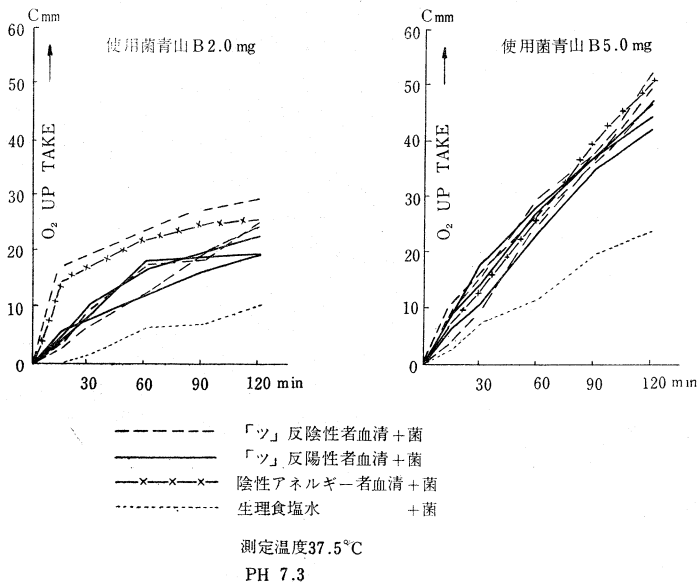 Cmm
60
使用菌青山B2.0mg
50
40
30
20
10
0
O₂ UP TAKE
30 60 90 120 min
Cmm
60
使用菌青山B5.0mg
50
40
30
20
10
0
O₂ UP TAKE
30 60 90 120 min
「ツ」反陰性者血清+菌
「ツ」反陽性者血清+菌
陰性アネルギー者血清+菌
生理食塩水 +菌
測定温度37.5°C
PH 7.3